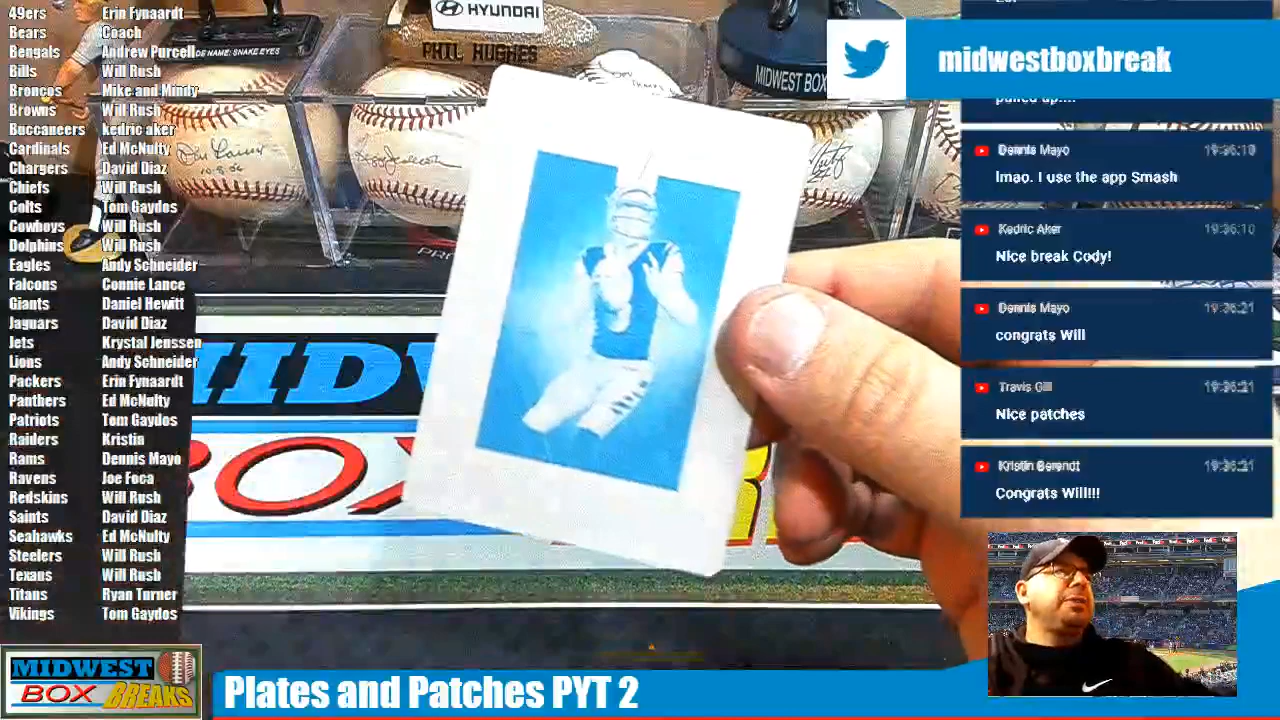 49ers Erin Fynaardt
Bears Coach
Bengals Andrew Purcell
Bills Will Rush
Broncos Mike and Mindy
Browns Will Rush
Buccaneers kedric aker
Cardinals Ed McNulty
Chargers David Diaz
Chiefs Will Rush
Colts Tom Gaydos
Cowboys Will Rush
Dolphins Will Rush
Eagles Andy Schneider
Falcons Connie Lance
Giants Daniel Hewitt
Jaguars David Diaz
Jets Krystal Jenssen
Lions Andy Schneider
Packers Erin Fynaardt
Panthers Ed McNulty
Patriots Tom Gaydos
Raiders Kristin
Rams Dennis Mayo
Ravens Joe Foca
Redskins Will Rush
Saints David Diaz
Seahawks Ed McNulty
Steelers Will Rush
Texans Will Rush
Titans Ryan Turner
Vikings Tom Gaydos
NAME: SNAKE EYES
HYUNDAI
PHIL HUGHES
MIDWEST BOX
midwestboxbreak
pulled up....
Dennis Mayo 19:36:10
lmao. I use the app Smash
Kedric Aker 19:36:10
Nice break Cody!
Dennis Mayo 19:36:21
congrats Will
Travis Gill 19:36:21
Nice patches
Kristin Berendt 19:36:21
Congrats Will!!!
MIDWEST
BOX
BREAKS
Plates and Patches PYT 2